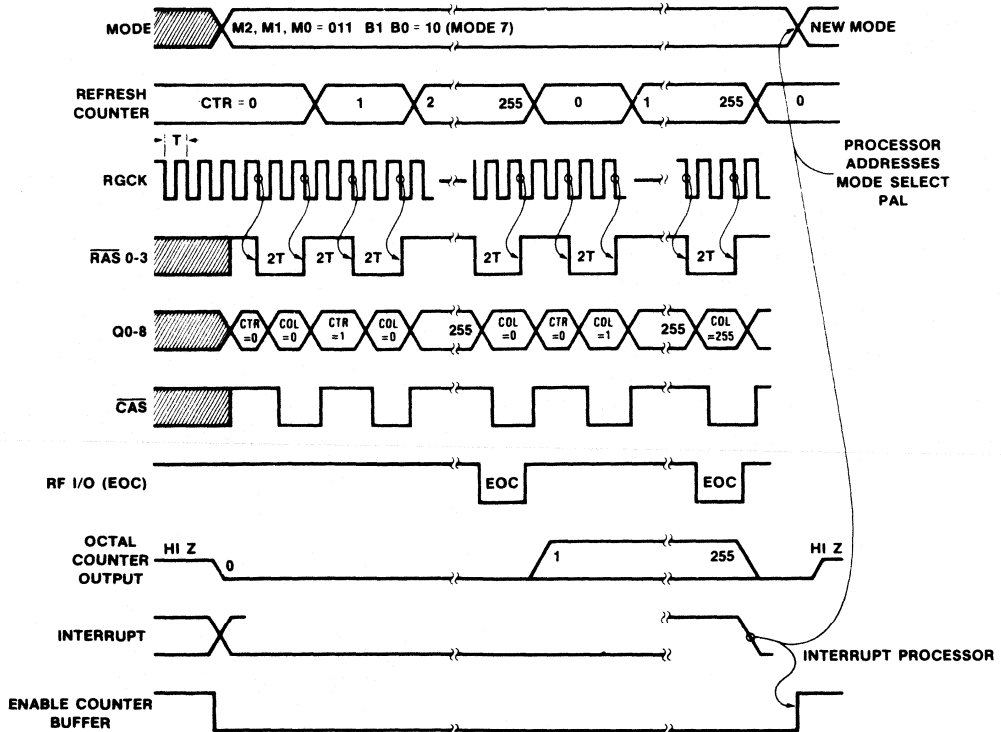 MODE M2, M1, M0 = 011 B1 B0 = 10 (MODE 7) NEW MODE
REFRESH
COUNTER
CTR = 0 1 2 255 0 1 255 0
T
RGCK
PROCESSOR
ADDRESSES
MODE SELECT
PAL
RAS 0-3 2T 2T 2T 2T 2T 2T
Q0-8
CTR
=0
COL
=0
CTR
=1
COL
=0
255
COL
=0
CTR
=0
COL
=1
255
COL
=255
CAS
RF I/O (EOC) EOC EOC
OCTAL
COUNTER
OUTPUT
HI Z 0 1 255 HI Z
INTERRUPT
INTERRUPT PROCESSOR
ENABLE COUNTER
BUFFER